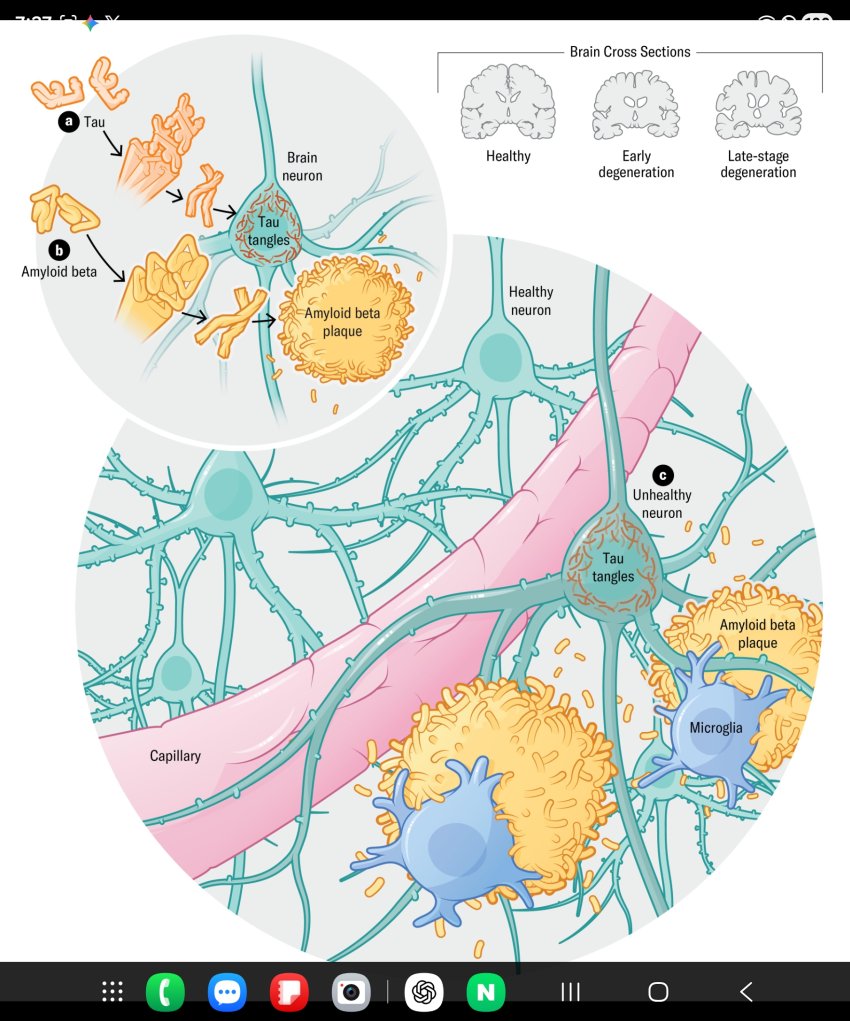 Brain Cross Sections
Healthy
Early
degeneration
Late-stage
degeneration
a Tau
b
Amyloid beta
Brain
neuron
Tau
tangles
Amyloid beta
plaque
Healthy
neuron
c
Unhealthy
neuron
Tau
tangles
Amyloid beta
plaque
Microglia
Capillary
N